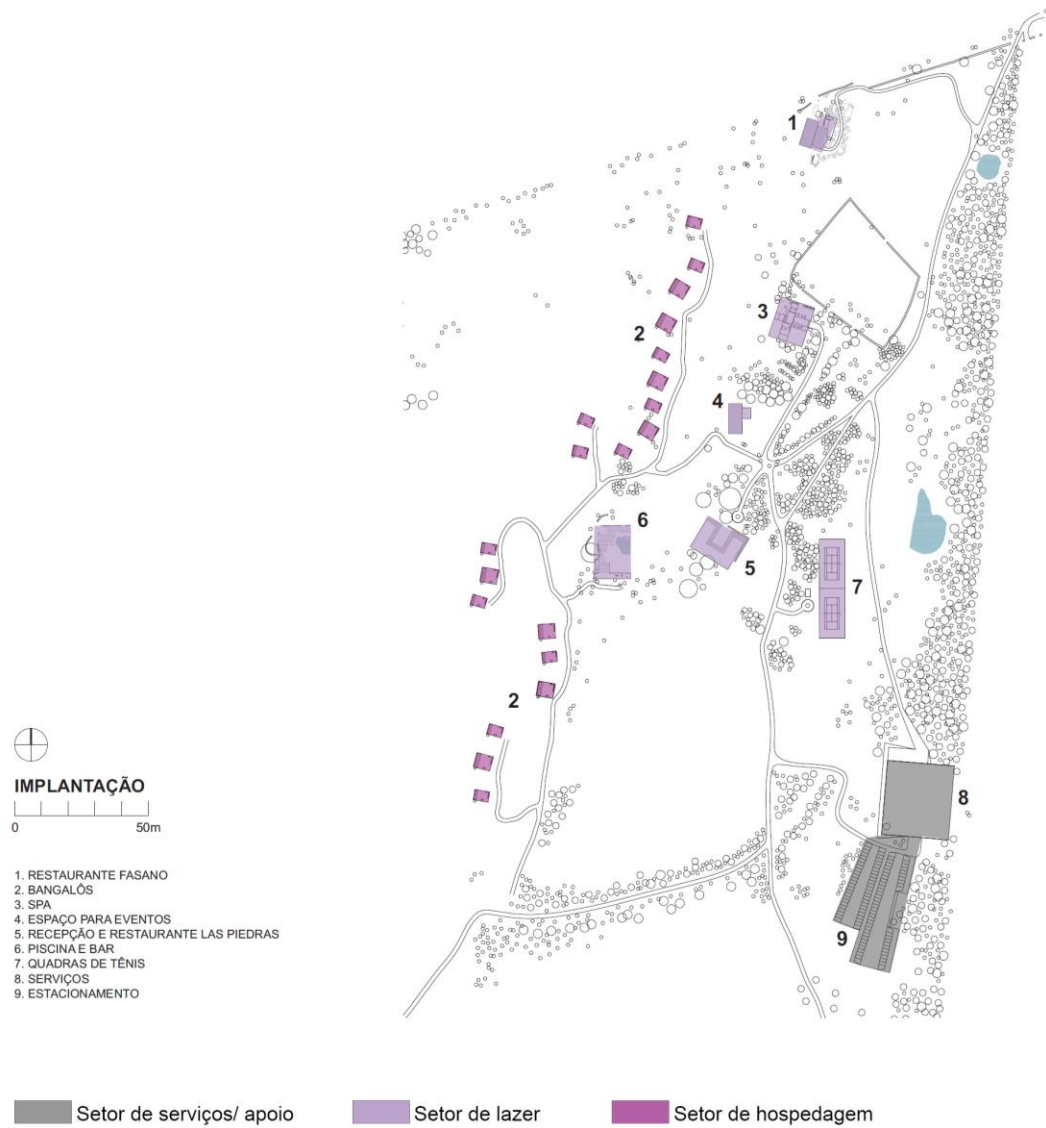 1
2
3
4
6
5
7
2
8
9
IMPLANTAÇÃO
0 50m
1. RESTAURANTE FASANO
2. BANGALÔS
3. SPA
4. ESPAÇO PARA EVENTOS
5. RECEPÇÃO E RESTAURANTE LAS PIEDRAS
6. PISCINA E BAR
7. QUADRAS DE TÊNIS
8. SERVIÇOS
9. ESTACIONAMENTO
Setor de serviços/ apoio Setor de lazer Setor de hospedagem